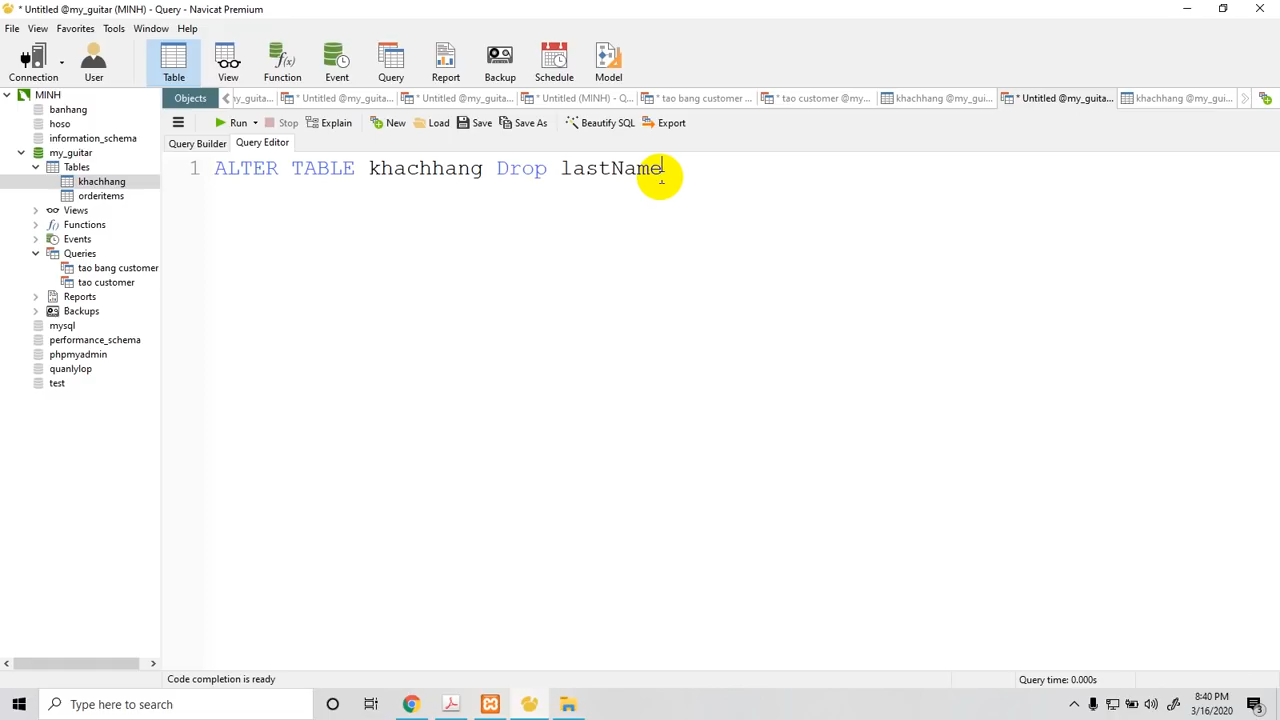 * Untitled @my_guitar (MINH) - Query - Navicat Premium
File View Favorites Tools Window Help
Connection User Table View Function Event Query Report Backup Schedule Model
MINH
banhang
hoso
information_schema
my_guitar
Tables
khachhang
orderitems
Views
Functions
Events
Queries
tao bang customer
tao customer
Reports
Backups
mysql
performance_schema
phpmyadmin
quanlylop
test
Objects y_guita... * Untitled @my_guitar... * Untitled @my_guita... * Untitled (MINH) - Q... * tao bang customer ... * tao customer @my... khachhang @my_gui... * Untitled @my_guitar... khachhang @my_gui...
Run Stop Explain New Load Save Save As Beautify SQL Export
Query Builder Query Editor
1 ALTER TABLE khachhang Drop lastName
Code completion is ready Query time: 0.000s
Type here to search
8:40 PM
3/16/2020
3